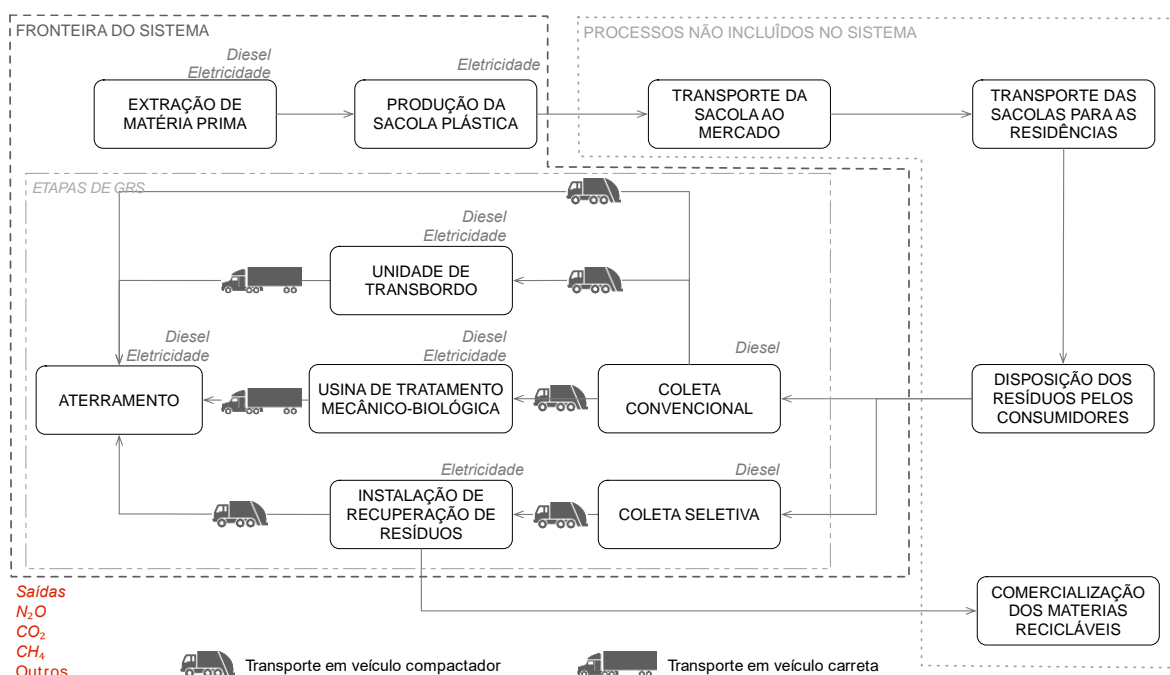 FRONTEIRA DO SISTEMA
PROCESSOS NÃO INCLUÍDOS NO SISTEMA
Diesel
Eletricidade
Eletricidade
EXTRAÇÃO DE
MATÉRIA PRIMA
PRODUÇÃO DA
SACOLA PLÁSTICA
TRANSPORTE DA
SACOLA AO
MERCADO
TRANSPORTE DAS
SACOLAS PARA AS
RESIDÊNCIAS
ETAPAS DE GRS
Diesel
Eletricidade
UNIDADE DE
TRANSBORDO
Diesel
Eletricidade
Diesel
Eletricidade
Diesel
ATERRAMENTO
USINA DE TRATAMENTO
MECÂNICO-BIOLÓGICA
COLETA
CONVENCIONAL
DISPOSIÇÃO DOS
RESÍDUOS PELOS
CONSUMIDORES
Eletricidade
Diesel
INSTALAÇÃO DE
RECUPERAÇÃO DE
RESÍDUOS
COLETA SELETIVA
Saídas
N₂O
CO₂
CH₄
Outros
COMERCIALIZAÇÃO
DOS MATERIAS
RECICLÁVEIS
Transporte em veículo compactador
Transporte em veículo carreta